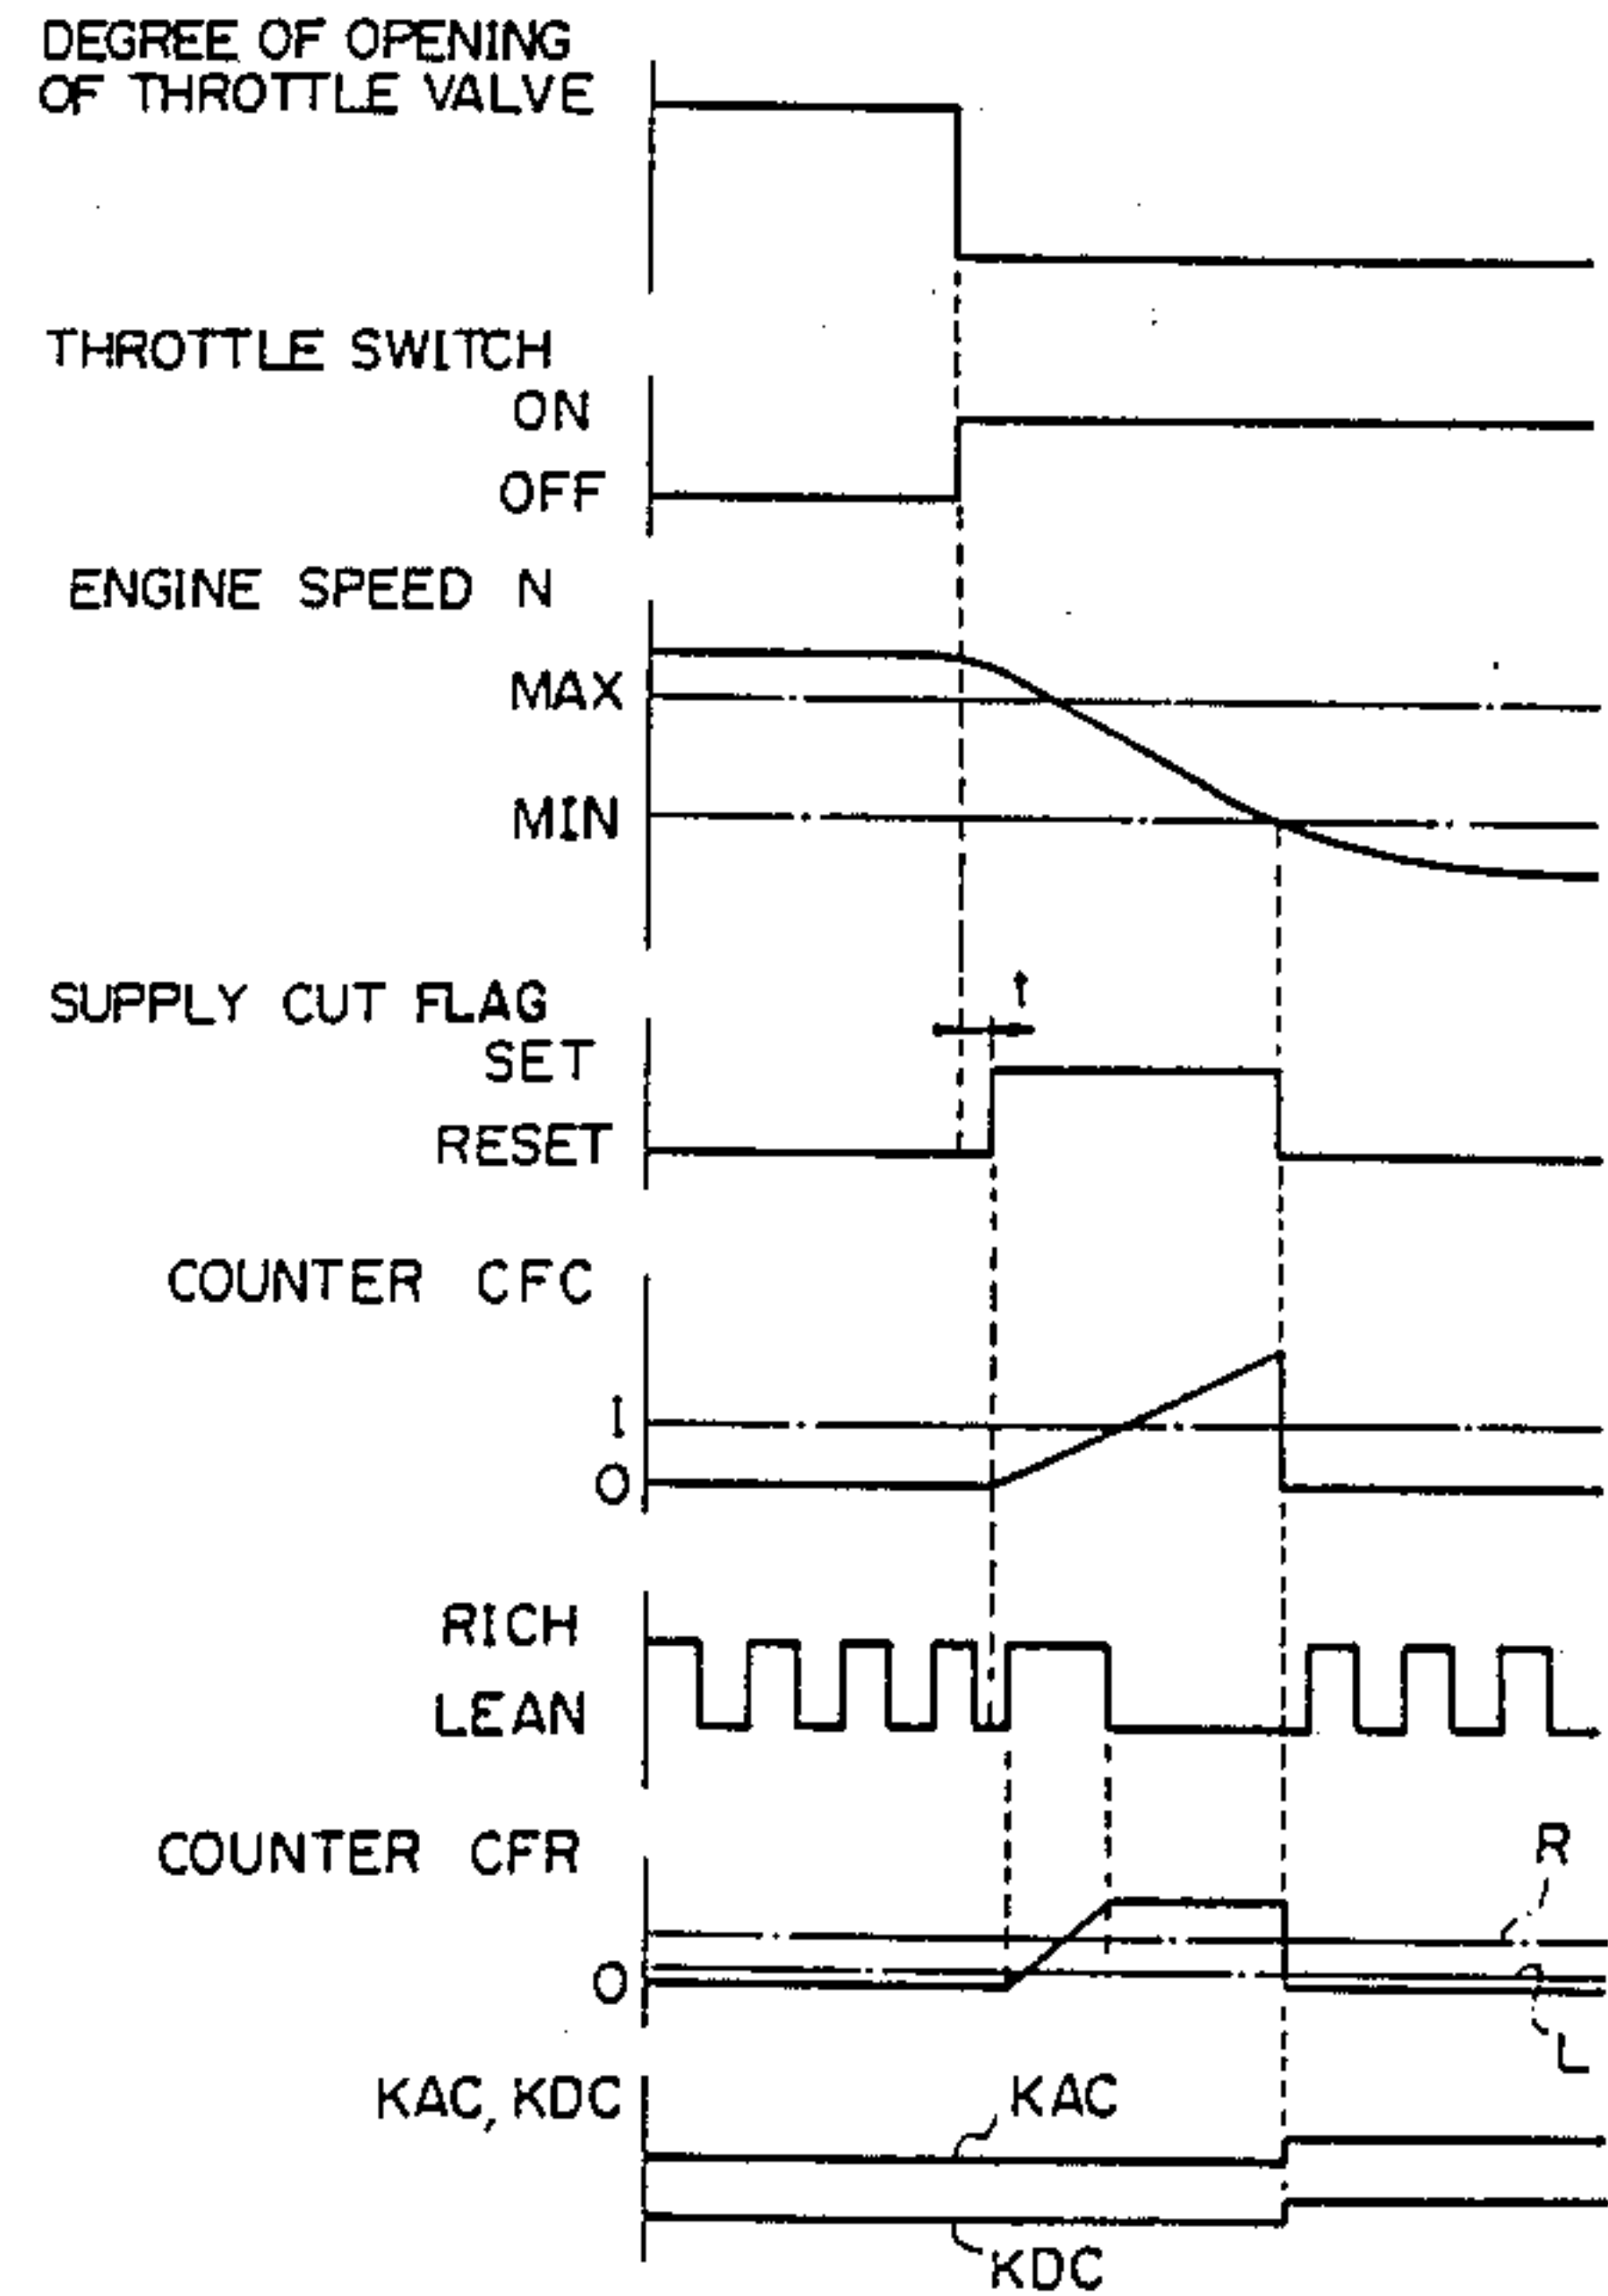 DEGREE OF OPENING
OF THROTTLE VALVE
THROTTLE SWITCH
ON
OFF
ENGINE SPEED N
MAX
MIN
SUPPLY CUT FLAG
t
SET
RESET
COUNTER CFC
I
O
RICH
LEAN
COUNTER CFR
R
O
L
KAC, KDC
KAC
KDC